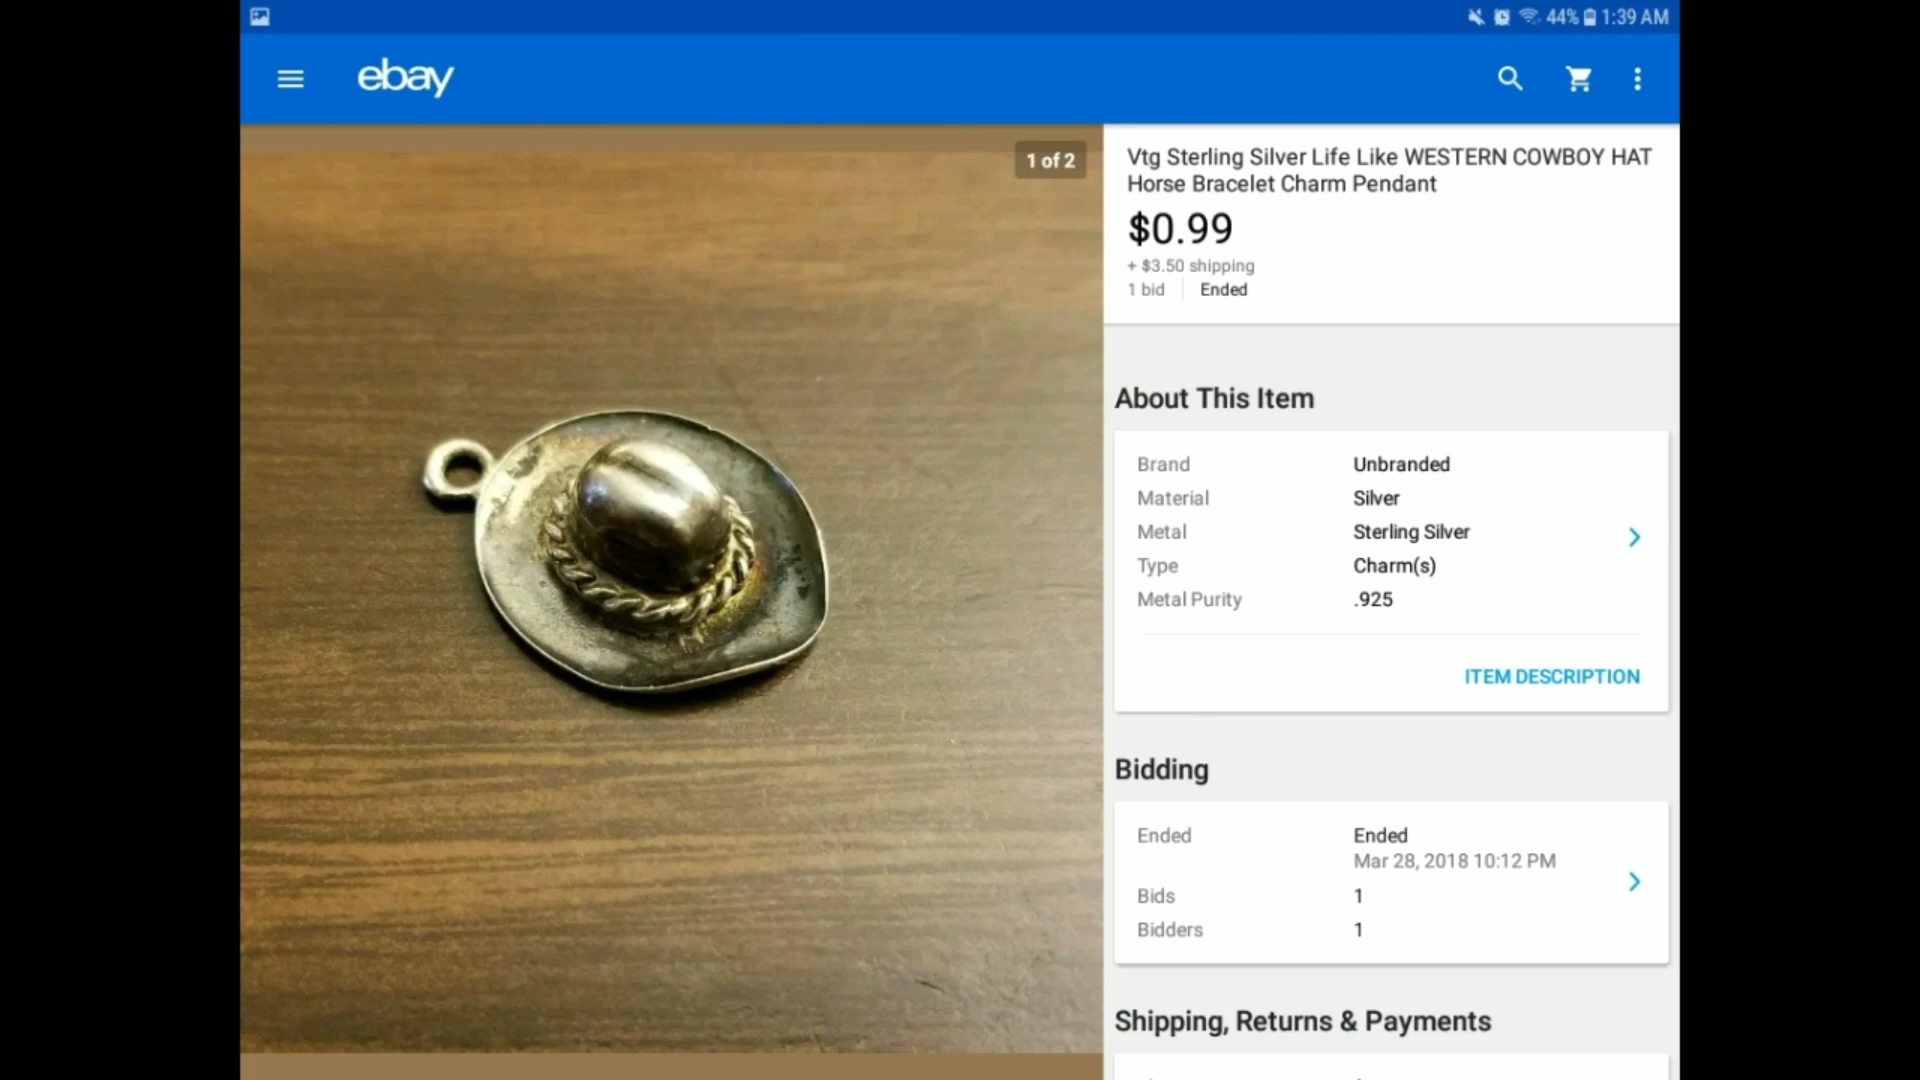 44% 1:39 AM
ebay
1 of 2
Vtg Sterling Silver Life Like WESTERN COWBOY HAT
Horse Bracelet Charm Pendant
$0.99
+ $3.50 shipping
1 bid Ended
About This Item
Brand Unbranded
Material Silver
Metal Sterling Silver
Type Charm(s)
Metal Purity .925
ITEM DESCRIPTION
Bidding
Ended Ended
Mar 28, 2018 10:12 PM
Bids 1
Bidders 1
Shipping, Returns & Payments